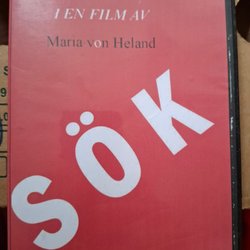 I EN FILM AV
Maria von Heland
SÖK